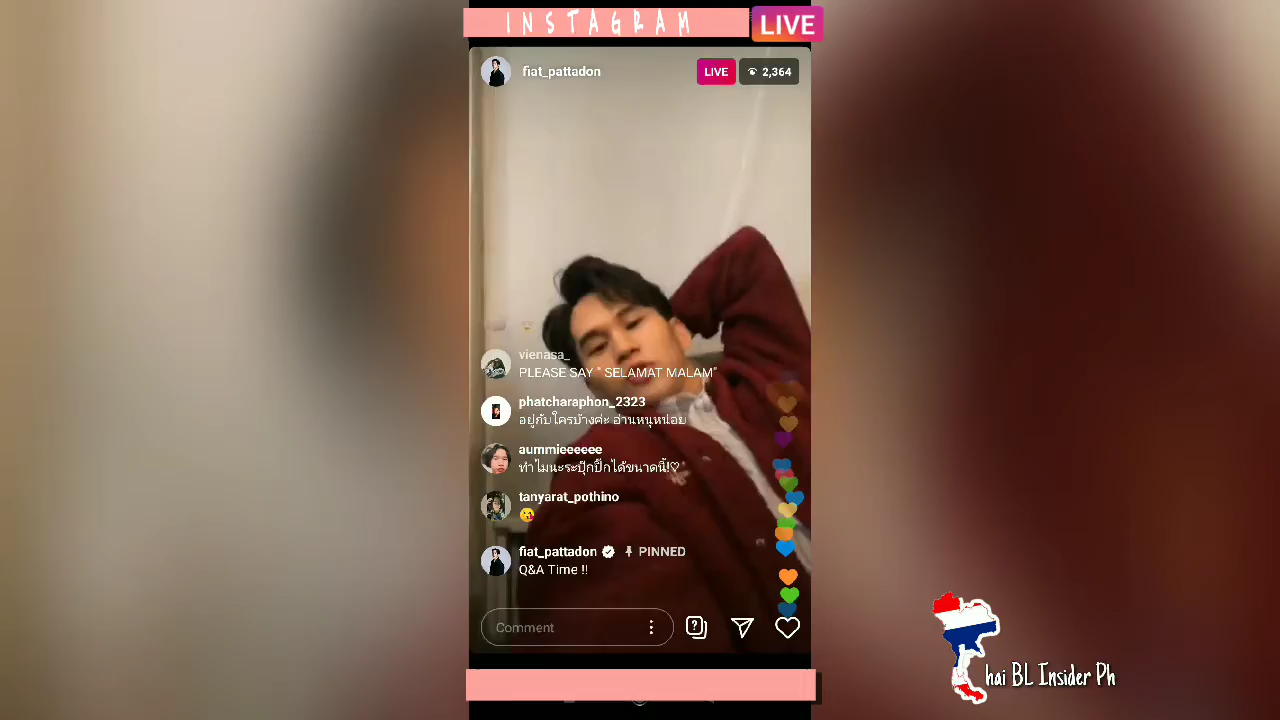 INSTAGRAM
LIVE
fiat_pattadon
LIVE
2,364
vienasa_
PLEASE SAY " SELAMAT MALAM"
phatcharaphon_2323
อยู่กับใครบ้างค่ะ อ่านหนุหน่อย
aummieeeeee
ทำไมนะระบุ๊กปิ๊กได้ขนาดนี้!♡
tanyarat_pothino
😘
fiat_pattadon PINNED
Q&A Time !!
Comment
hai BL Insider Ph